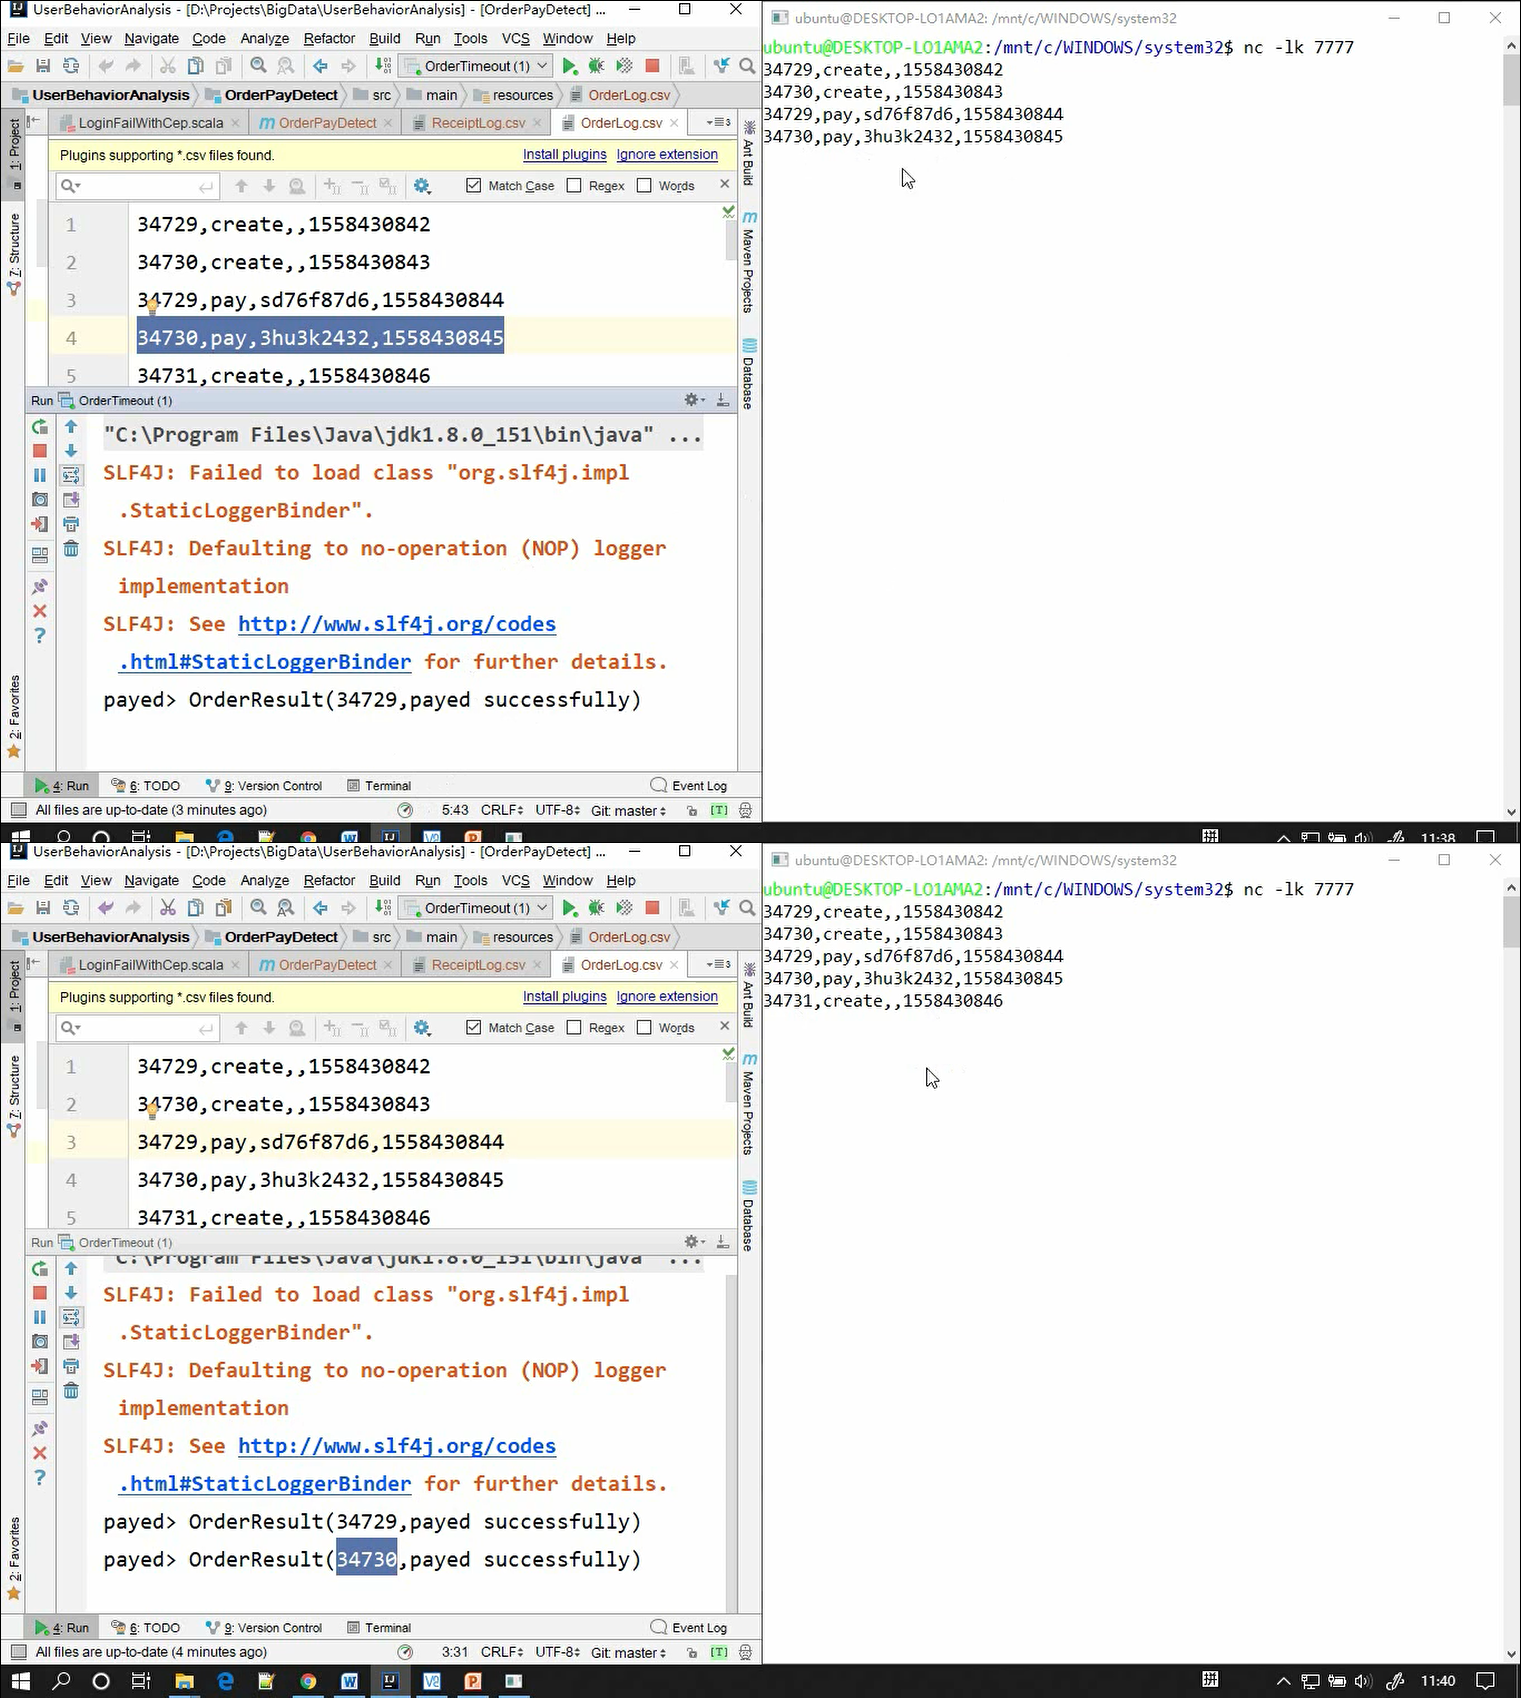 UserBehaviorAnalysis - [D:\Projects\BigData\UserBehaviorAnalysis] - [OrderPayDetect] ...
File Edit View Navigate Code Analyze Refactor Build Run Tools VCS Window Help
OrderTimeout (1)
UserBehaviorAnalysis OrderPayDetect src main resources OrderLog.csv
LoginFailWithCep.scala OrderPayDetect ReceiptLog.csv OrderLog.csv
Plugins supporting *.csv files found. Install plugins Ignore extension
Match Case Regex Words
1 34729,create,,1558430842
2 34730,create,,1558430843
3 34729,pay,sd76f87d6,1558430844
4 34730,pay,3hu3k2432,1558430845
5 34731,create,,1558430846
Run OrderTimeout (1)
"C:\Program Files\Java\jdk1.8.0_151\bin\java" ...
SLF4J: Failed to load class "org.slf4j.impl
.StaticLoggerBinder".
SLF4J: Defaulting to no-operation (NOP) logger
implementation
SLF4J: See http://www.slf4j.org/codes
.html#StaticLoggerBinder for further details.
payed> OrderResult(34729,payed successfully)
1: Project
7: Structure
2: Favorites
Ant Build
Maven Projects
Database
4: Run 6: TODO 9: Version Control Terminal Event Log
All files are up-to-date (3 minutes ago) 5:43 CRLF UTF-8 Git: master [T]
ubuntu@DESKTOP-LO1AMA2: /mnt/c/WINDOWS/system32
ubuntu@DESKTOP-LO1AMA2:/mnt/c/WINDOWS/system32$ nc -lk 7777
34729,create,,1558430842
34730,create,,1558430843
34729,pay,sd76f87d6,1558430844
34730,pay,3hu3k2432,1558430845
拼 11:38
UserBehaviorAnalysis - [D:\Projects\BigData\UserBehaviorAnalysis] - [OrderPayDetect] ...
File Edit View Navigate Code Analyze Refactor Build Run Tools VCS Window Help
OrderTimeout (1)
UserBehaviorAnalysis OrderPayDetect src main resources OrderLog.csv
LoginFailWithCep.scala OrderPayDetect ReceiptLog.csv OrderLog.csv
Plugins supporting *.csv files found. Install plugins Ignore extension
Match Case Regex Words
1 34729,create,,1558430842
2 34730,create,,1558430843
3 34729,pay,sd76f87d6,1558430844
4 34730,pay,3hu3k2432,1558430845
5 34731,create,,1558430846
Run OrderTimeout (1)
"C:\Program Files\Java\jdk1.8.0_151\bin\java" ...
SLF4J: Failed to load class "org.slf4j.impl
.StaticLoggerBinder".
SLF4J: Defaulting to no-operation (NOP) logger
implementation
SLF4J: See http://www.slf4j.org/codes
.html#StaticLoggerBinder for further details.
payed> OrderResult(34729,payed successfully)
payed> OrderResult(34730,payed successfully)
1: Project
7: Structure
2: Favorites
Ant Build
Maven Projects
Database
4: Run 6: TODO 9: Version Control Terminal Event Log
All files are up-to-date (4 minutes ago) 3:31 CRLF UTF-8 Git: master [T]
ubuntu@DESKTOP-LO1AMA2: /mnt/c/WINDOWS/system32
ubuntu@DESKTOP-LO1AMA2:/mnt/c/WINDOWS/system32$ nc -lk 7777
34729,create,,1558430842
34730,create,,1558430843
34729,pay,sd76f87d6,1558430844
34730,pay,3hu3k2432,1558430845
34731,create,,1558430846
拼 11:40